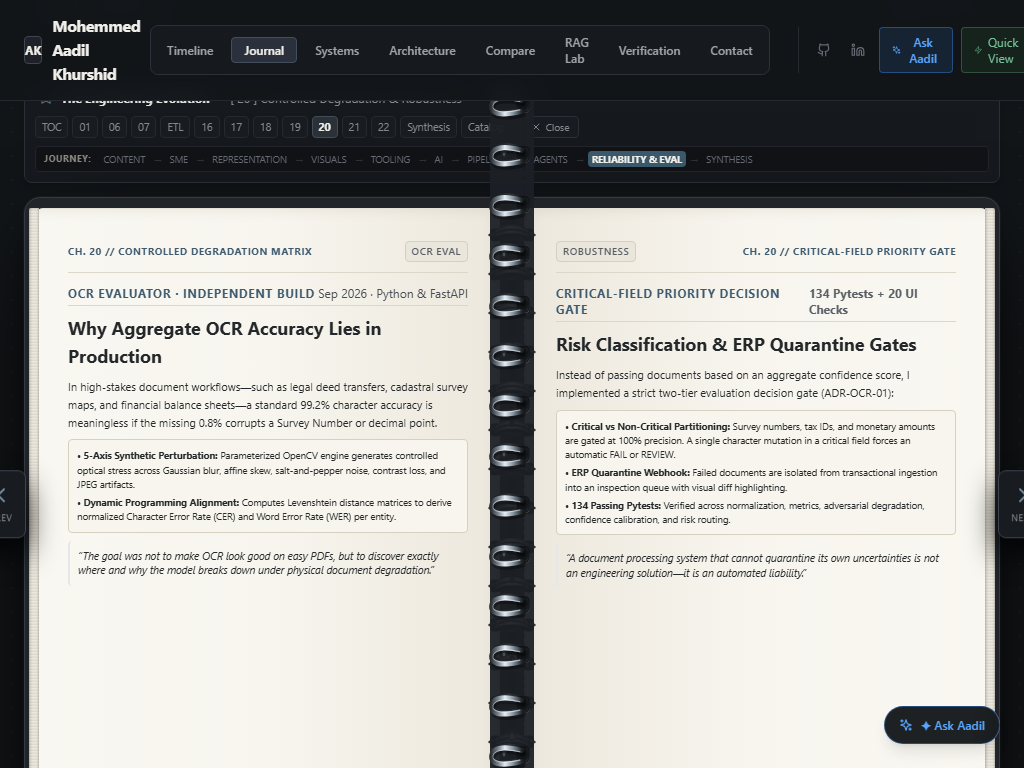 AK
Mohemmed
Aadil
Khurshid
Timeline
Journal
Systems
Architecture
Compare
RAG
Lab
Verification
Contact
Ask
Aadil
Quick
View
The Engineering Evolution [ 20 ] Controlled Degradation & Robustness
TOC 01 06 07 ETL 16 17 18 19 20 21 22 Synthesis × Close
JOURNEY: CONTENT — SME — REPRESENTATION — VISUALS — TOOLING — AI — AGENTS — RELIABILITY & EVAL — SYNTHESIS
CH. 20 // CONTROLLED DEGRADATION MATRIX
OCR EVAL
OCR EVALUATOR · INDEPENDENT BUILD Sep 2026 · Python & FastAPI
Why Aggregate OCR Accuracy Lies in
Production
In high-stakes document workflows—such as legal deed transfers, cadastral survey
maps, and financial balance sheets—a standard 99.2% character accuracy is
meaningless if the missing 0.8% corrupts a Survey Number or decimal point.
• 5-Axis Synthetic Perturbation: Parameterized OpenCV engine generates controlled
optical stress across Gaussian blur, affine skew, salt-and-pepper noise, contrast loss, and
JPEG artifacts.
• Dynamic Programming Alignment: Computes Levenshtein distance matrices to derive
normalized Character Error Rate (CER) and Word Error Rate (WER) per entity.
“The goal was not to make OCR look good on easy PDFs, but to discover exactly
where and why the model breaks down under physical document degradation.”
ROBUSTNESS
CH. 20 // CRITICAL-FIELD PRIORITY GATE
CRITICAL-FIELD PRIORITY DECISION
GATE
134 Pytests + 20 UI
Checks
Risk Classification & ERP Quarantine Gates
Instead of passing documents based on an aggregate confidence score, I
implemented a strict two-tier evaluation decision gate (ADR-OCR-01):
• Critical vs Non-Critical Partitioning: Survey numbers, tax IDs, and monetary amounts
are gated at 100% precision. A single character mutation in a critical field forces an
automatic FAIL or REVIEW.
• ERP Quarantine Webhook: Failed documents are isolated from transactional ingestion
into an inspection queue with visual diff highlighting.
• 134 Passing Pytests: Verified across normalization, metrics, adversarial degradation,
confidence calibration, and risk routing.
“A document processing system that cannot quarantine its own uncertainties is not
an engineering solution—it is an automated liability.”
✦ Ask Aadil